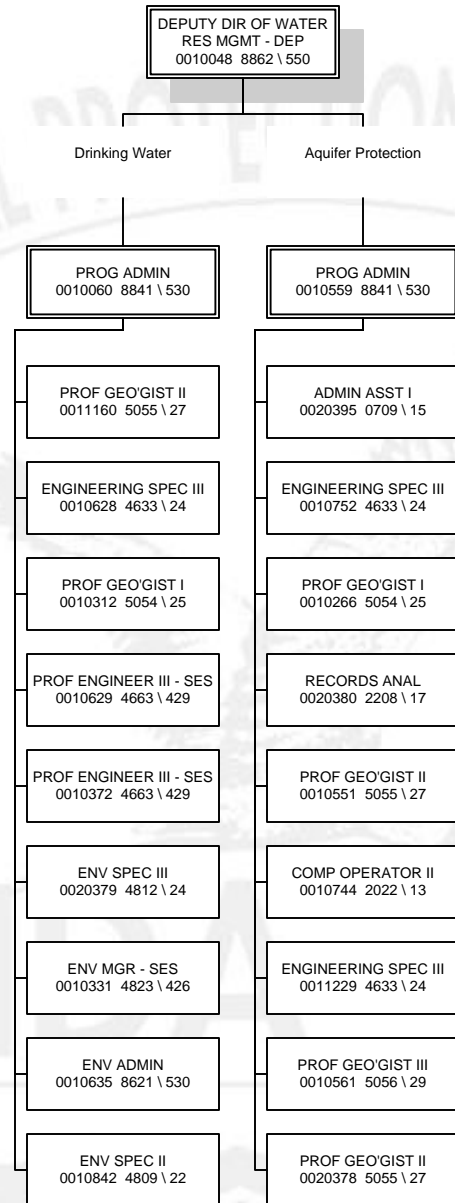 DEPUTY DIR OF WATER
RES MGMT - DEP
0010048 8862 \ 550
Drinking Water
PROG ADMIN
0010060 8841 \ 530
PROF GEO'GIST II
0011160 5055 \ 27
ENGINEERING SPEC III
0010628 4633 \ 24
PROF GEO'GIST I
0010312 5054 \ 25
PROF ENGINEER III - SES
0010629 4663 \ 429
PROF ENGINEER III - SES
0010372 4663 \ 429
ENV SPEC III
0020379 4812 \ 24
ENV MGR - SES
0010331 4823 \ 426
ENV ADMIN
0010635 8621 \ 530
ENV SPEC II
0010842 4809 \ 22
Aquifer Protection
PROG ADMIN
0010559 8841 \ 530
ADMIN ASST I
0020395 0709 \ 15
ENGINEERING SPEC III
0010752 4633 \ 24
PROF GEO'GIST I
0010266 5054 \ 25
RECORDS ANAL
0020380 2208 \ 17
PROF GEO'GIST II
0010551 5055 \ 27
COMP OPERATOR II
0010744 2022 \ 13
ENGINEERING SPEC III
0011229 4633 \ 24
PROF GEO'GIST III
0010561 5056 \ 29
PROF GEO'GIST II
0020378 5055 \ 27